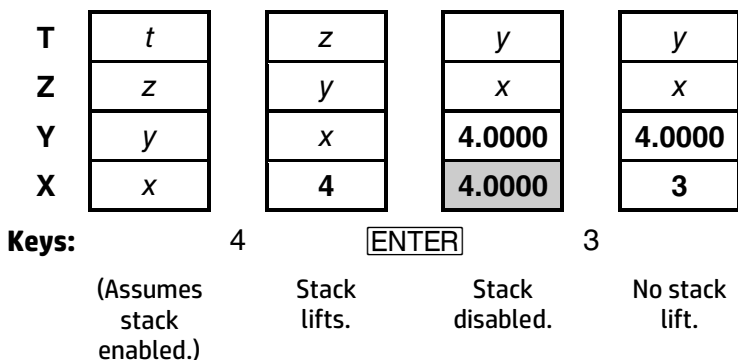 T t z y y
Z z y x x
Y y x 4.0000 4.0000
X x 4 4.0000 3
Keys: 4 ENTER 3
(Assumes Stack Stack No stack
stack lifts. disabled. lift.
enabled.)